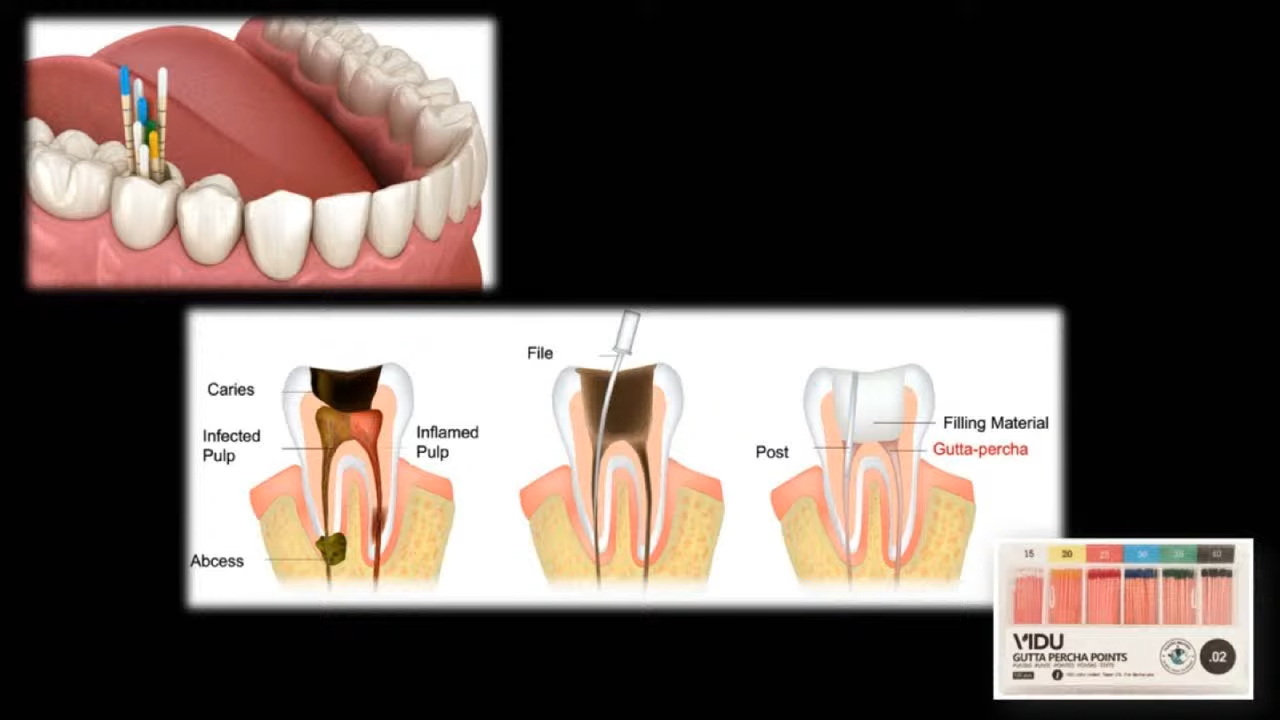 File
Caries
Infected
Pulp
Inflamed
Pulp
Abcess
Post
Filling Material
Gutta-percha
15 20 25 30 35 40
VIDU
GUTTA PERCHA POINTS
.02